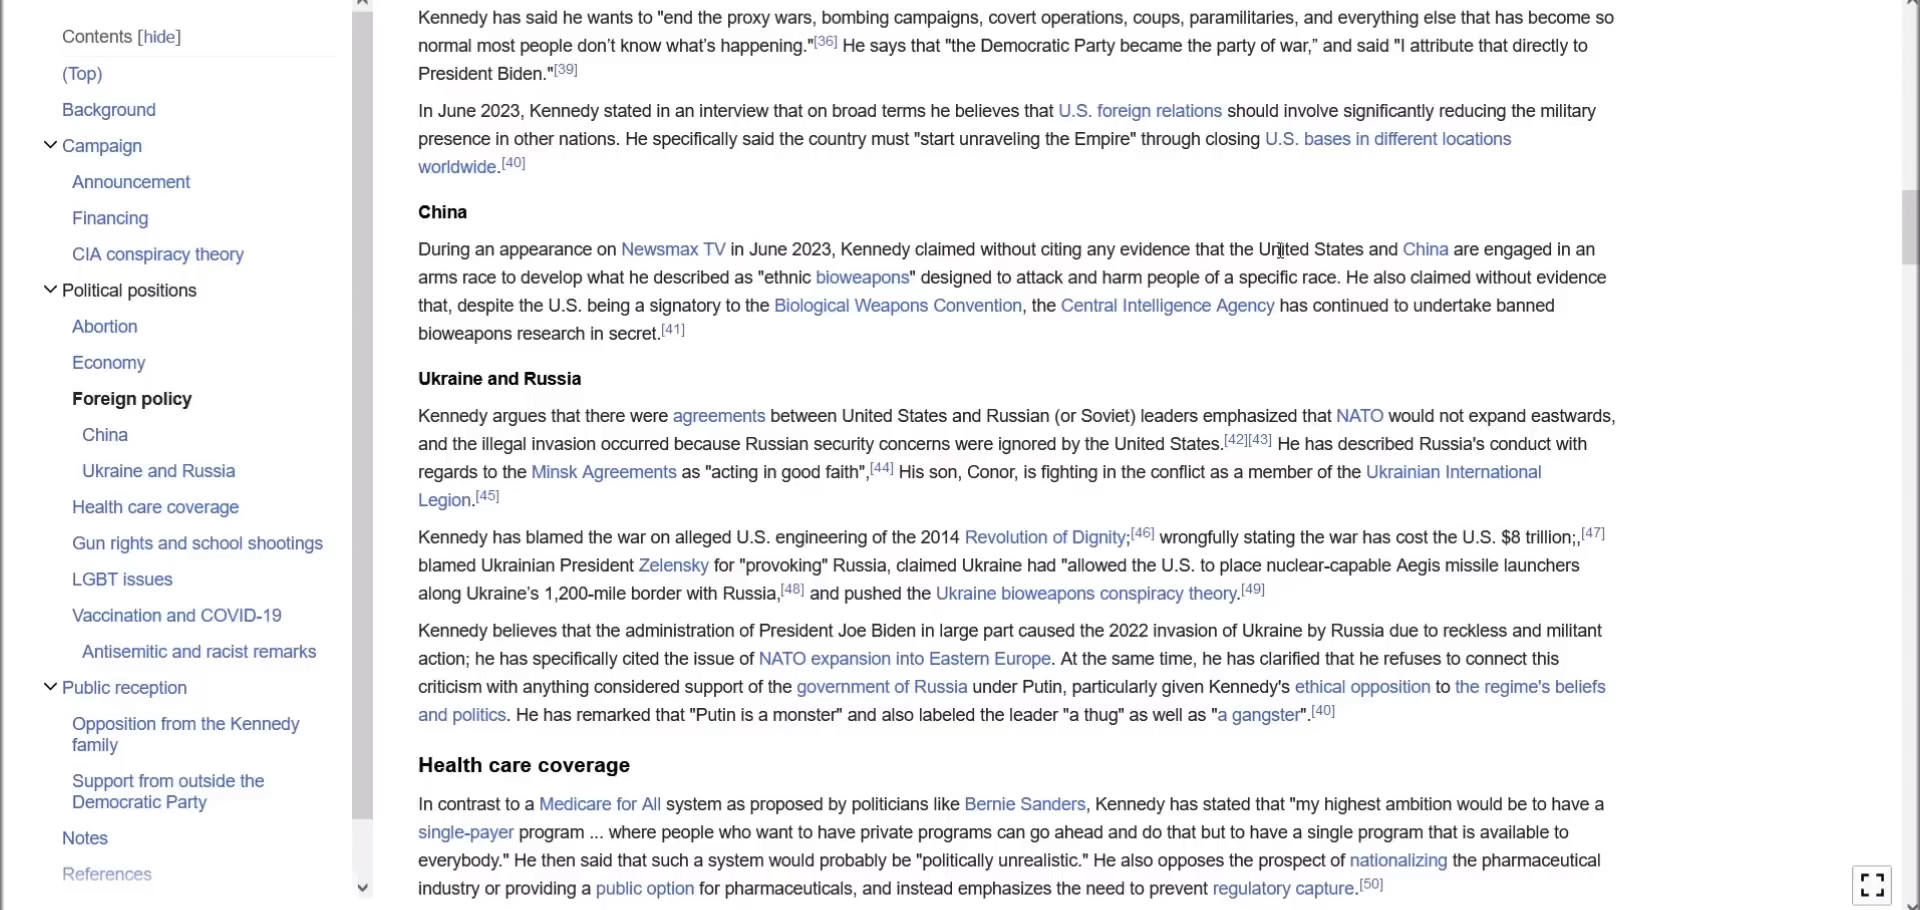 Contents [hide]
(Top)
Background
Campaign
Announcement
Financing
CIA conspiracy theory
Political positions
Abortion
Economy
Foreign policy
China
Ukraine and Russia
Health care coverage
Gun rights and school shootings
LGBT issues
Vaccination and COVID-19
Antisemitic and racist remarks
Public reception
Opposition from the Kennedy
family
Support from outside the
Democratic Party
Notes
References
Kennedy has said he wants to "end the proxy wars, bombing campaigns, covert operations, coups, paramilitaries, and everything else that has become so
normal most people don’t know what’s happening."[36] He says that "the Democratic Party became the party of war,” and said "I attribute that directly to
President Biden."[39]
In June 2023, Kennedy stated in an interview that on broad terms he believes that U.S. foreign relations should involve significantly reducing the military
presence in other nations. He specifically said the country must "start unraveling the Empire" through closing U.S. bases in different locations
worldwide.[40]
China
During an appearance on Newsmax TV in June 2023, Kennedy claimed without citing any evidence that the United States and China are engaged in an
arms race to develop what he described as "ethnic bioweapons" designed to attack and harm people of a specific race. He also claimed without evidence
that, despite the U.S. being a signatory to the Biological Weapons Convention, the Central Intelligence Agency has continued to undertake banned
bioweapons research in secret.[41]
Ukraine and Russia
Kennedy argues that there were agreements between United States and Russian (or Soviet) leaders emphasized that NATO would not expand eastwards,
and the illegal invasion occurred because Russian security concerns were ignored by the United States.[42][43] He has described Russia's conduct with
regards to the Minsk Agreements as "acting in good faith",[44] His son, Conor, is fighting in the conflict as a member of the Ukrainian International
Legion.[45]
Kennedy has blamed the war on alleged U.S. engineering of the 2014 Revolution of Dignity;[46] wrongfully stating the war has cost the U.S. $8 trillion;,[47]
blamed Ukrainian President Zelensky for "provoking" Russia, claimed Ukraine had "allowed the U.S. to place nuclear-capable Aegis missile launchers
along Ukraine’s 1,200-mile border with Russia,[48] and pushed the Ukraine bioweapons conspiracy theory.[49]
Kennedy believes that the administration of President Joe Biden in large part caused the 2022 invasion of Ukraine by Russia due to reckless and militant
action; he has specifically cited the issue of NATO expansion into Eastern Europe. At the same time, he has clarified that he refuses to connect this
criticism with anything considered support of the government of Russia under Putin, particularly given Kennedy's ethical opposition to the regime's beliefs
and politics. He has remarked that "Putin is a monster" and also labeled the leader "a thug" as well as "a gangster".[40]
Health care coverage
In contrast to a Medicare for All system as proposed by politicians like Bernie Sanders, Kennedy has stated that "my highest ambition would be to have a
single-payer program ... where people who want to have private programs can go ahead and do that but to have a single program that is available to
everybody." He then said that such a system would probably be "politically unrealistic." He also opposes the prospect of nationalizing the pharmaceutical
industry or providing a public option for pharmaceuticals, and instead emphasizes the need to prevent regulatory capture.[50]